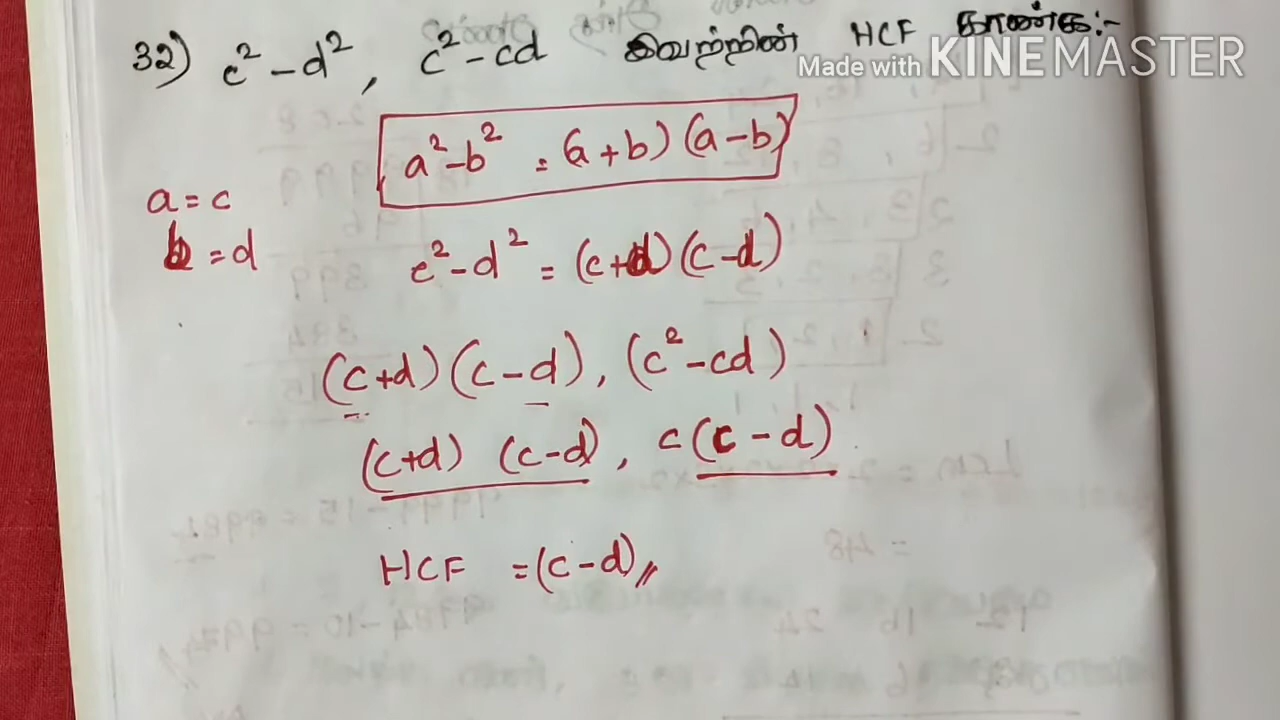 32) c² - d² , c² - cd இவற்றின் HCF காண்க:-
Made with KINEMASTER
a² - b² = (a + b) (a - b)
a = c
b = d
c² - d² = (c + d) (c - d)
(c + d) (c - d) , (c² - cd)
(c + d) (c - d) , c (c - d)
HCF = (c - d) //